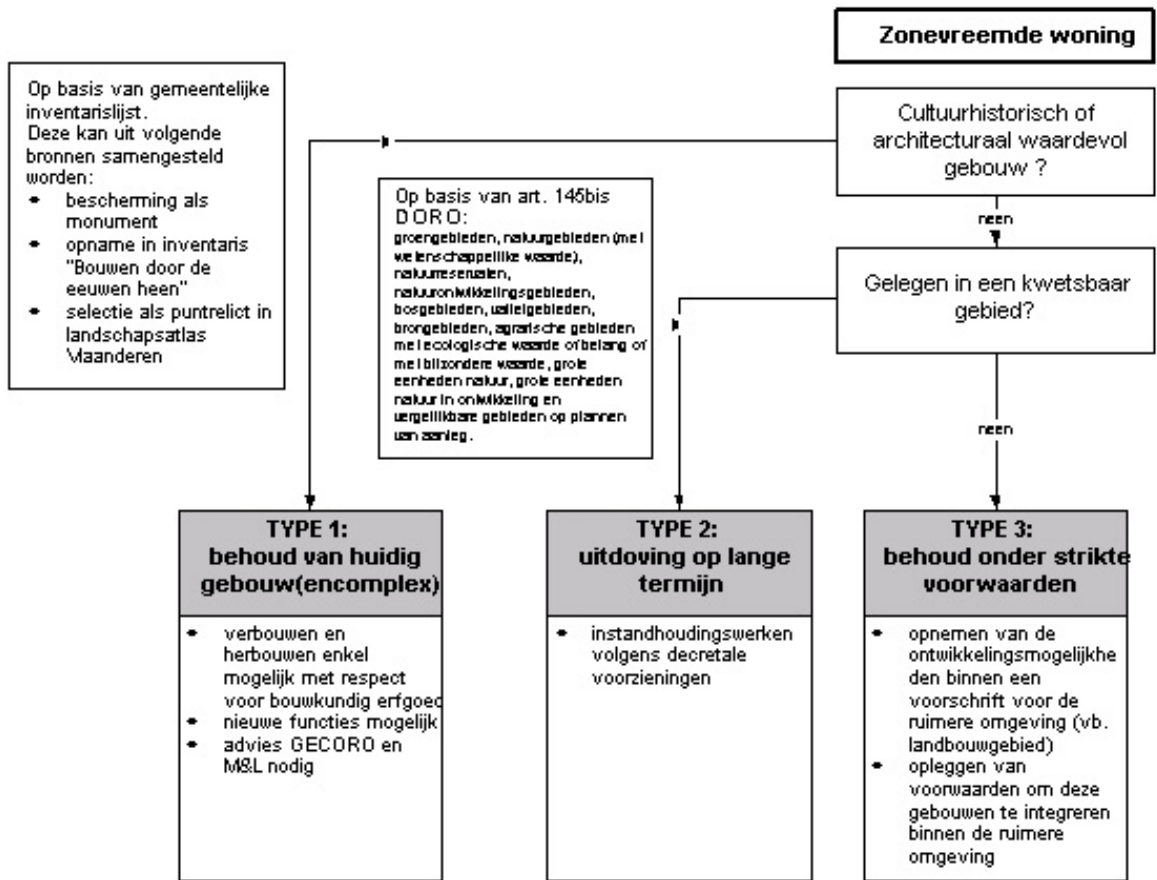 Zonevreemde woning
Op basis van gemeentelijke
inventarislijst.
Deze kan uit volgende
bronnen samengesteld
worden:
• bescherming als
monument
• opname in inventaris
"Bouwen door de
eeuwen heen"
• selectie als puntrelict in
landschapsatlas
Vlaanderen
Cultuurhistorisch of
architecturaal waardevol
gebouw ?
neen
Op basis van art. 145bis
DORO:
groengebieden, natuurgebieden (met
wetenschappelijke waarde),
natuurreservaten,
natuurontwikkelingsgebieden,
bosgebieden, valleigebieden,
brongebieden, agrarische gebieden
met ecologische waarde of belang of
met bijzondere waarde, grote
eenheden natuur, grote eenheden
natuur in ontwikkeling en
vergelijkbare gebieden op plannen
van aanleg.
Gelegen in een kwetsbaar
gebied?
neen
TYPE 1:
behoud van huidig
gebouw(encomplex)
• verbouwen en
herbouwen enkel
mogelijk met respect
voor bouwkundig erfgoed
• nieuwe functies mogelijk
• advies GECORO en
M&L nodig
TYPE 2:
uitdoving op lange
termijn
• instandhoudingswerken
volgens decretale
voorzieningen
TYPE 3:
behoud onder strikte
voorwaarden
• opnemen van de
ontwikkelingsmogelijkhe
den binnen een
voorschrift voor de
ruimere omgeving (vb.
landbouwgebied)
• opleggen van
voorwaarden om deze
gebouwen te integreren
binnen de ruimere
omgeving